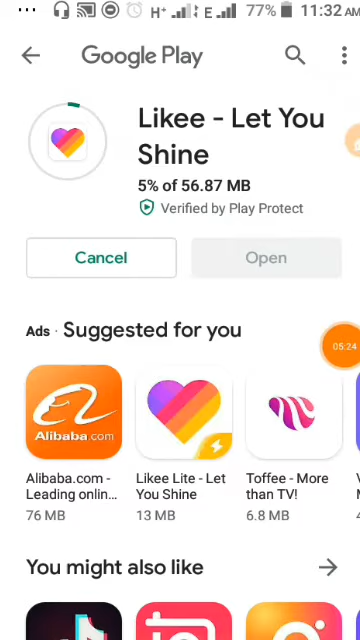 H+ E 77% 11:32 AM
Google Play
Likee - Let You
Shine
5% of 56.87 MB
Verified by Play Protect
Cancel
Open
Ads · Suggested for you
05:24
Alibaba.com
Alibaba.com -
Leading onlin...
76 MB
Likee Lite - Let
You Shine
13 MB
Toffee - More
than TV!
6.8 MB
You might also like